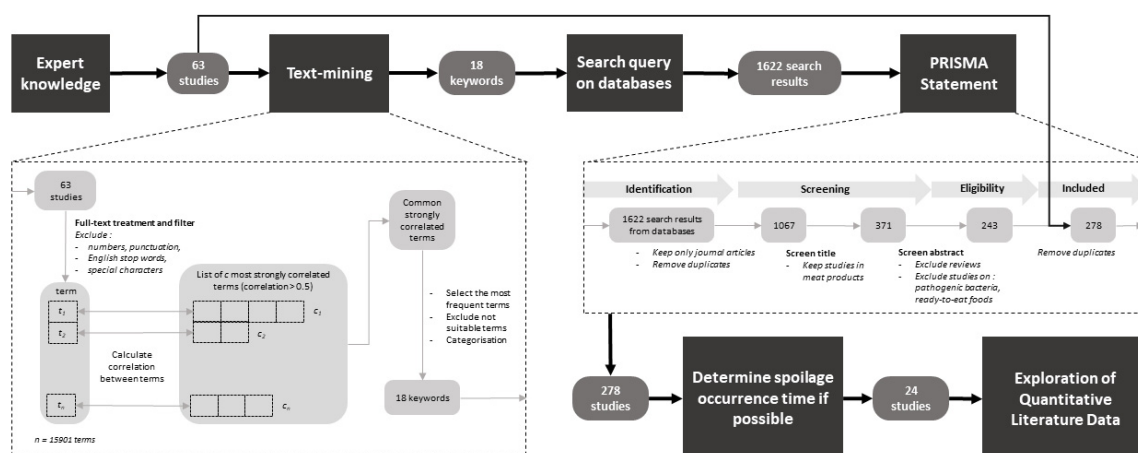 Expert
knowledge
63
studies
Text-mining
18
keywords
Search query
on databases
1622 search
results
PRISMA
Statement
63
studies
Full-text treatment and filter
Exclude :
- numbers, punctuation,
- English stop words,
- special characters
term
t1
t2
tn
Calculate
correlation
between terms
List of c most strongly correlated
terms (correlation > 0.5)
c1
c2
cn
n = 15901 terms
Common
strongly
correlated
terms
- Select the most
frequent terms
- Exclude not
suitable terms
- Categorisation
18 keywords
Identification
Screening
Eligibility
Included
1622 search results
from databases
1067
371
243
278
- Keep only journal articles
- Remove duplicates
Screen title
- Keep studies in
meat products
Screen abstract
- Exclude reviews
- Exclude studies on :
pathogenic bacteria,
ready-to-eat foods
Remove duplicates
278
studies
Determine spoilage
occurrence time if
possible
24
studies
Exploration of
Quantitative
Literature Data